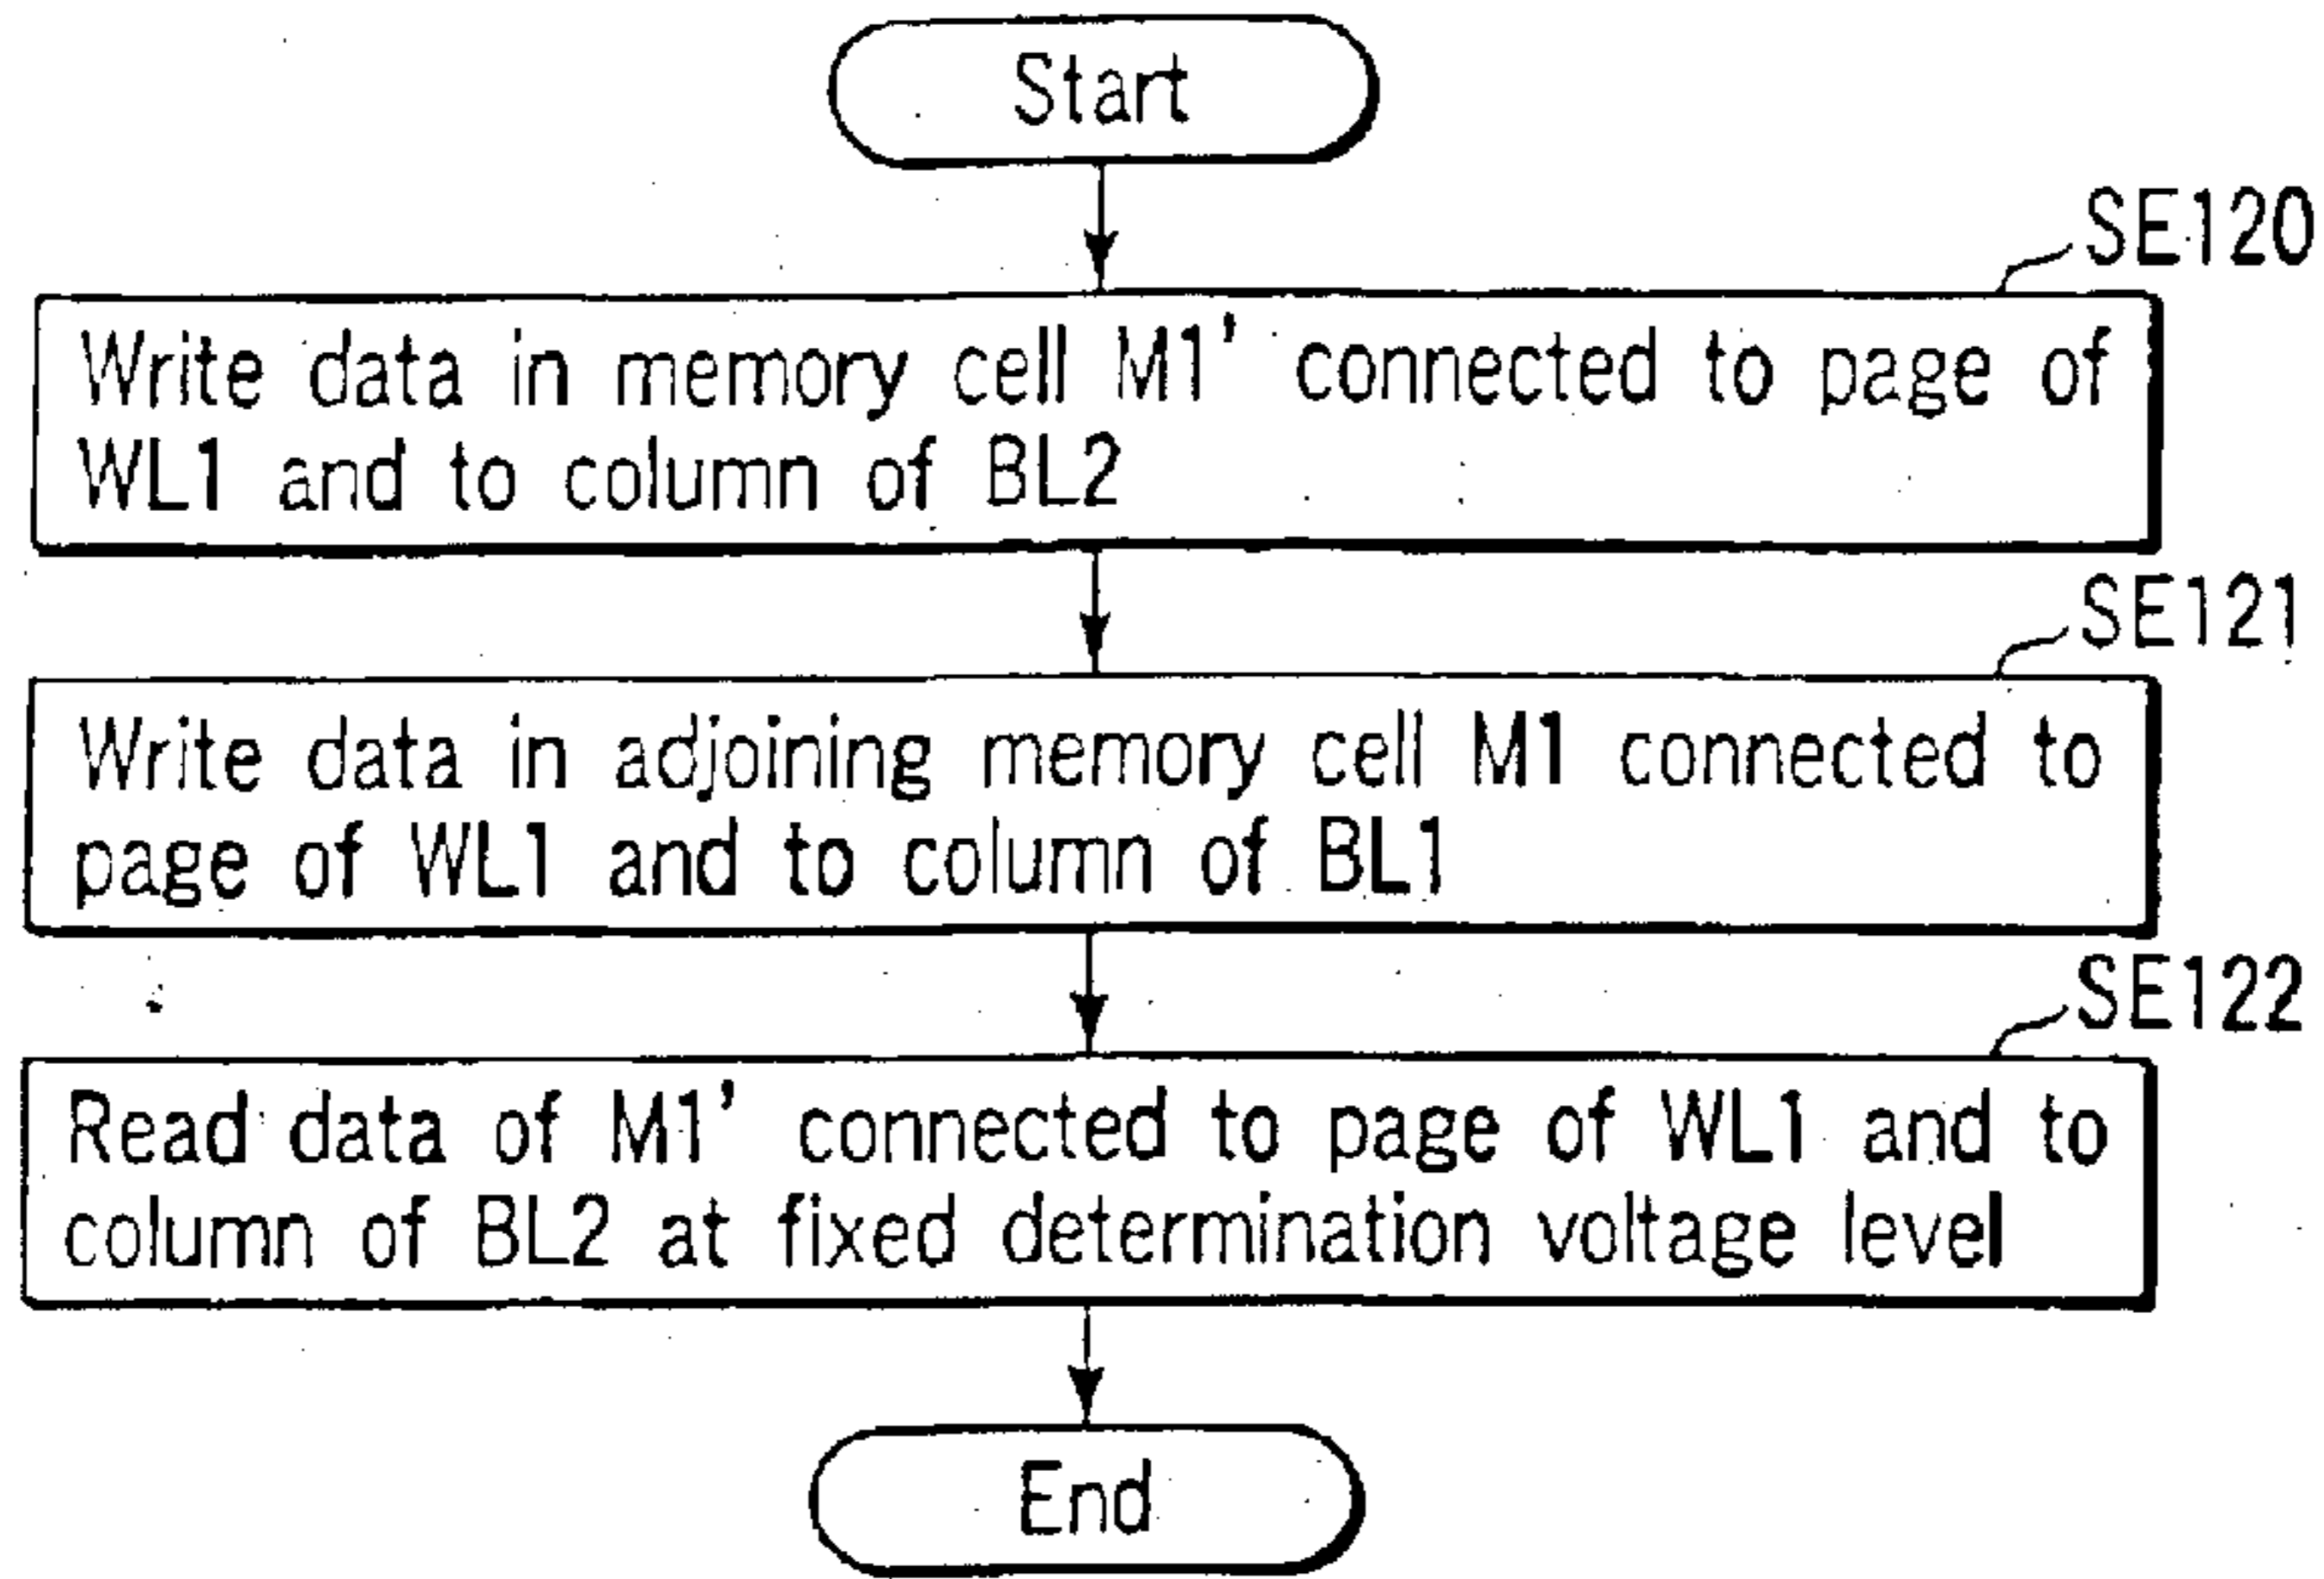 Start
SE120
Write data in memory cell M1' connected to page of
WL1 and to column of BL2
SE121
Write data in adjoining memory cell M1 connected to
page of WL1 and to column of BL1
SE122
Read data of M1' connected to page of WL1 and to
column of BL2 at fixed determination voltage level
End